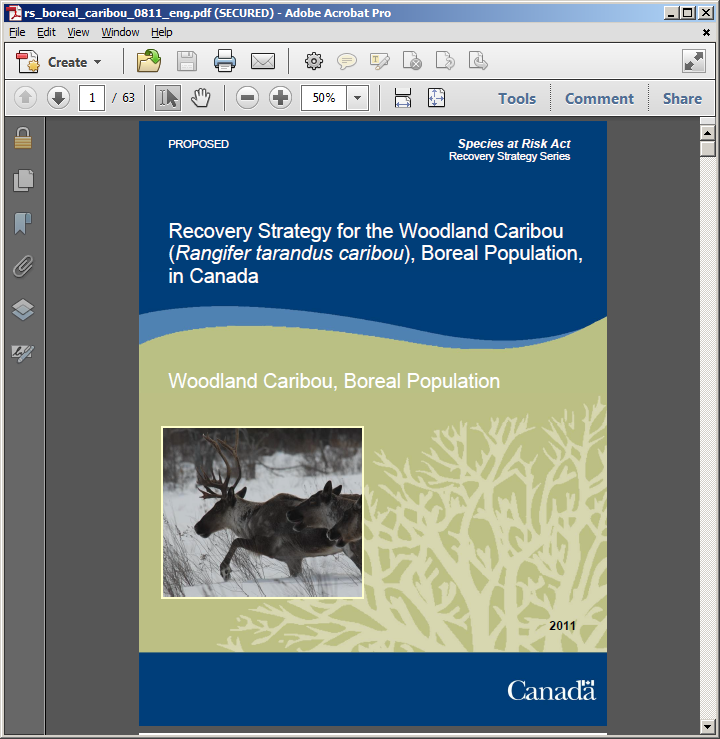 rs_boreal_caribou_0811_eng.pdf (SECURED) - Adobe Acrobat Pro
File Edit View Window Help
Create
1 / 63
50%
Tools Comment Share
PROPOSED
Species at Risk Act
Recovery Strategy Series
Recovery Strategy for the Woodland Caribou
(Rangifer tarandus caribou), Boreal Population,
in Canada
Woodland Caribou, Boreal Population
2011
Canada